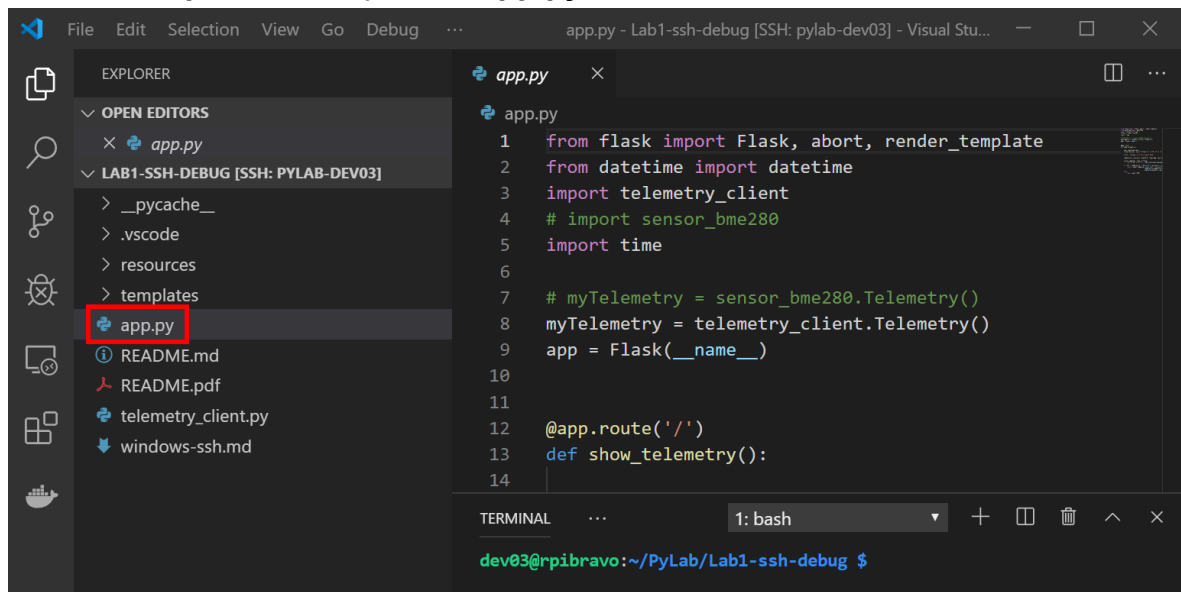 File Edit Selection View Go Debug ... app.py - Lab1-ssh-debug [SSH: pylab-dev03] - Visual Stu...
EXPLORER
OPEN EDITORS
app.py
LAB1-SSH-DEBUG [SSH: PYLAB-DEV03]
__pycache__
.vscode
resources
templates
app.py
README.md
README.pdf
telemetry_client.py
windows-ssh.md
app.py
app.py
1 from flask import Flask, abort, render_template
2 from datetime import datetime
3 import telemetry_client
4 # import sensor_bme280
5 import time
6
7 # myTelemetry = sensor_bme280.Telemetry()
8 myTelemetry = telemetry_client.Telemetry()
9 app = Flask(__name__)
10
11
12 @app.route('/')
13 def show_telemetry():
14
TERMINAL ... 1: bash
dev03@rpibravo:~/PyLab/Lab1-ssh-debug $